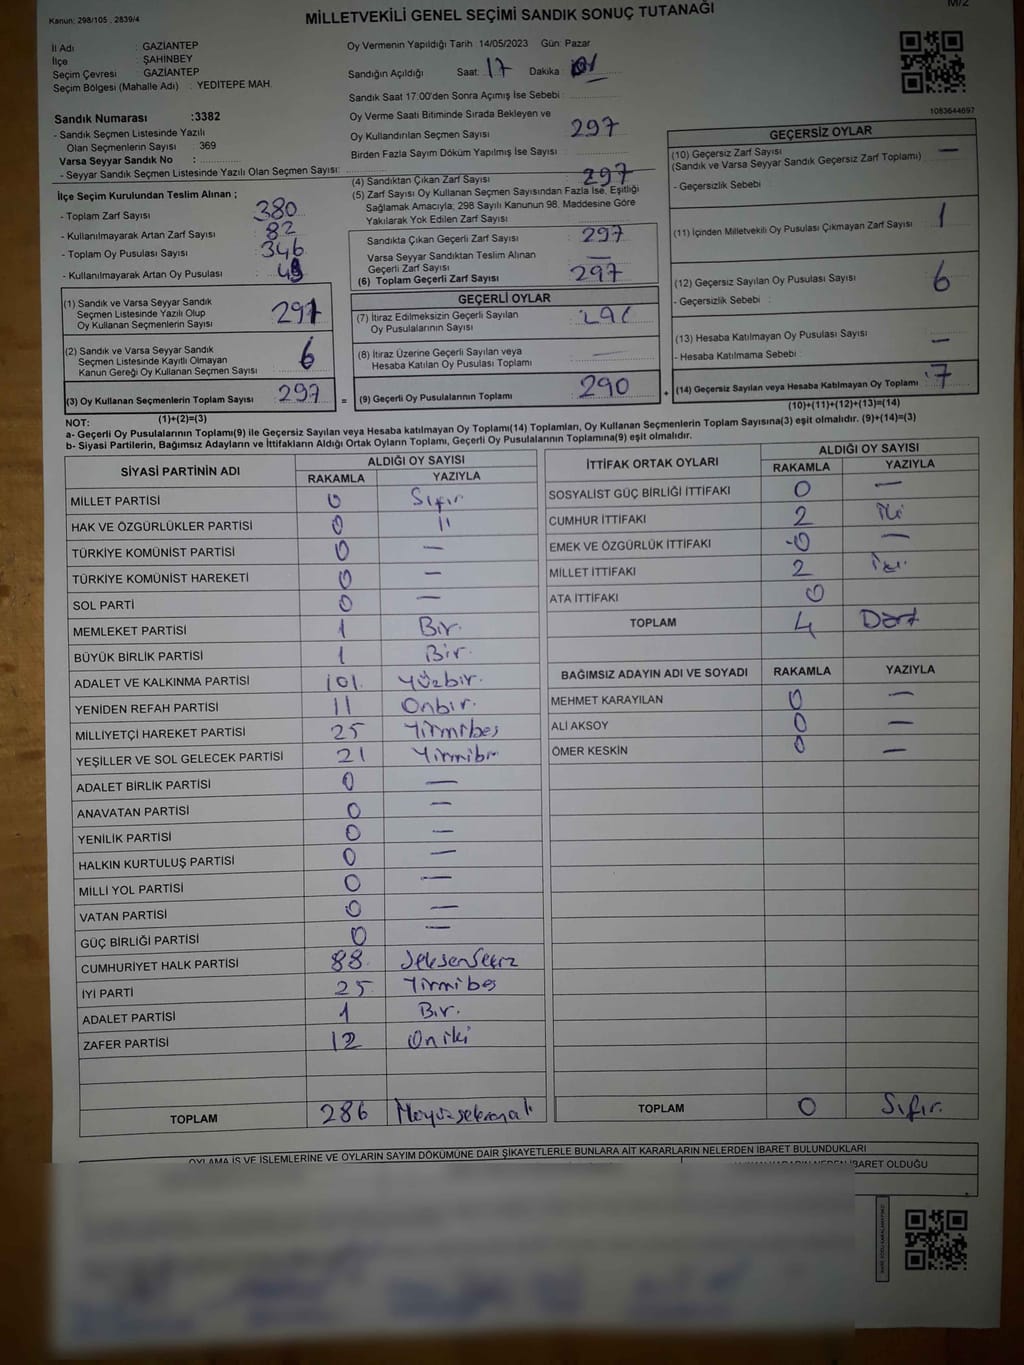 Kanun: 298/105 , 2839/4
M/2
MİLLETVEKİLİ GENEL SEÇİMİ SANDIK SONUÇ TUTANAĞI
İl Adı : GAZİANTEP
İlçe : ŞAHİNBEY
Seçim Çevresi : GAZİANTEP
Seçim Bölgesi (Mahalle Adı) : YEDİTEPE MAH.
Sandık Numarası :3382
- Sandık Seçmen Listesinde Yazılı
Olan Seçmenlerin Sayısı : 369
Varsa Seyyar Sandık No :
- Seyyar Sandık Seçmen Listesinde Yazılı Olan Seçmen Sayısı:
Oy Vermenin Yapıldığı Tarih :14/05/2023 Gün: Pazar
Sandığın Açıldığı Saat: 17 Dakika : 01
Sandık Saat 17:00'den Sonra Açımış İse Sebebi :
Oy Verme Saati Bitiminde Sırada Bekleyen ve
Oy Kullandırılan Seçmen Sayısı : 297
Birden Fazla Sayım Döküm Yapılmış İse Sayısı :
1083644697
İlçe Seçim Kurulundan Teslim Alınan ;
- Toplam Zarf Sayısı : 380
- Kullanılmayarak Artan Zarf Sayısı : 82
- Toplam Oy Pusulası Sayısı : 346
- Kullanılmayarak Artan Oy Pusulası :
(1) Sandık ve Varsa Seyyar Sandık
Seçmen Listesinde Yazılı Olup
Oy Kullanan Seçmenlerin Sayısı : 297
(2) Sandık ve Varsa Seyyar Sandık
Seçmen Listesinde Kayıtlı Olmayan
Kanun Gereği Oy Kullanan Seçmen Sayısı : 6
(3) Oy Kullanan Seçmenlerin Toplam Sayısı : 297
(4) Sandıktan Çıkan Zarf Sayısı : 297
(5) Zarf Sayısı Oy Kullanan Seçmen Sayısından Fazla İse, Eşitliği
Sağlamak Amacıyla; 298 Sayılı Kanunun 98. Maddesine Göre
Yakılarak Yok Edilen Zarf Sayısı :
Sandıkta Çıkan Geçerli Zarf Sayısı : 297
Varsa Seyyar Sandıktan Teslim Alınan
Geçerli Zarf Sayısı : —
(6) Toplam Geçerli Zarf Sayısı : 297
GEÇERLİ OYLAR
(7) İtiraz Edilmeksizin Geçerli Sayılan
Oy Pusulalarının Sayısı :
(8) İtiraz Üzerine Geçerli Sayılan veya
Hesaba Katılan Oy Pusulası Toplamı : —
= (9) Geçerli Oy Pusulalarının Toplamı : 290
GEÇERSİZ OYLAR
(10) Geçersiz Zarf Sayısı : —
(Sandık ve Varsa Seyyar Sandık Geçersiz Zarf Toplamı)
- Geçersizlik Sebebi :
(11) İçinden Milletvekili Oy Pusulası Çıkmayan Zarf Sayısı : 1
(12) Geçersiz Sayılan Oy Pusulası Sayısı : 6
- Geçersizlik Sebebi :
(13) Hesaba Katılmayan Oy Pusulası Sayısı : —
- Hesaba Katılmama Sebebi :
+ (14) Geçersiz Sayılan veya Hesaba Katılmayan Oy Toplamı : 7
NOT: (1)+(2)=(3)
(10)+(11)+(12)+(13)=(14)
a- Geçerli Oy Pusulalarının Toplamı(9) ile Geçersiz Sayılan veya Hesaba Katılmayan Oy Toplamı(14) Toplamları, Oy Kullanan Seçmenlerin Toplam Sayısına(3) eşit olmalıdır. (9)+(14)=(3)
b- Siyasi Partilerin, Bağımsız Adayların ve İttifakların Aldığı Ortak Oyların Toplamı, Geçerli Oy Pusulalarının Toplamına(9) eşit olmalıdır.
SİYASİ PARTİNİN ADI ALDIĞI OY SAYISI
RAKAMLA YAZIYLA
MİLLET PARTİSİ 0 Sıfır
HAK VE ÖZGÜRLÜKLER PARTİSİ 0 "
TÜRKİYE KOMÜNİST PARTİSİ 0 —
TÜRKİYE KOMÜNİST HAREKETİ 0 —
SOL PARTİ 0 —
MEMLEKET PARTİSİ 1 Bir.
BÜYÜK BİRLİK PARTİSİ 1 Bir.
ADALET VE KALKINMA PARTİSİ 101. Yüzbir.
YENİDEN REFAH PARTİSİ 11 Onbir.
MİLLİYETÇİ HAREKET PARTİSİ 25 Yirmibeş
YEŞİLLER VE SOL GELECEK PARTİSİ 21 Yirmibir
ADALET BİRLİK PARTİSİ 0 —
ANAVATAN PARTİSİ 0 —
YENİLİK PARTİSİ 0 —
HALKIN KURTULUŞ PARTİSİ 0 —
MİLLİ YOL PARTİSİ 0 —
VATAN PARTİSİ 0 —
GÜÇ BİRLİĞİ PARTİSİ 0 —
CUMHURİYET HALK PARTİSİ 88 Seksensekiz
İYİ PARTİ 25 Yirmibeş
ADALET PARTİSİ 1 Bir.
ZAFER PARTİSİ 12 Oniki
TOPLAM 286
İTTİFAK ORTAK OYLARI ALDIĞI OY SAYISI
RAKAMLA YAZIYLA
SOSYALİST GÜÇ BİRLİĞİ İTTİFAKI 0 —
CUMHUR İTTİFAKI 2 İki
EMEK VE ÖZGÜRLÜK İTTİFAKI 0 —
MİLLET İTTİFAKI 2 İki
ATA İTTİFAKI 0
TOPLAM 4 Dört
BAĞIMSIZ ADAYIN ADI VE SOYADI RAKAMLA YAZIYLA
MEHMET KARAYILAN 0 —
ALİ AKSOY 0 —
ÖMER KESKİN 0 —
TOPLAM 0 Sıfır.
OYLAMA İŞ VE İŞLEMLERİNE VE OYLARIN SAYIM DÖKÜMÜNE DAİR ŞİKAYETLERLE BUNLARA AİT KARARLARIN NELERDEN İBARET BULUNDUKLARI
İBARET OLDUĞU